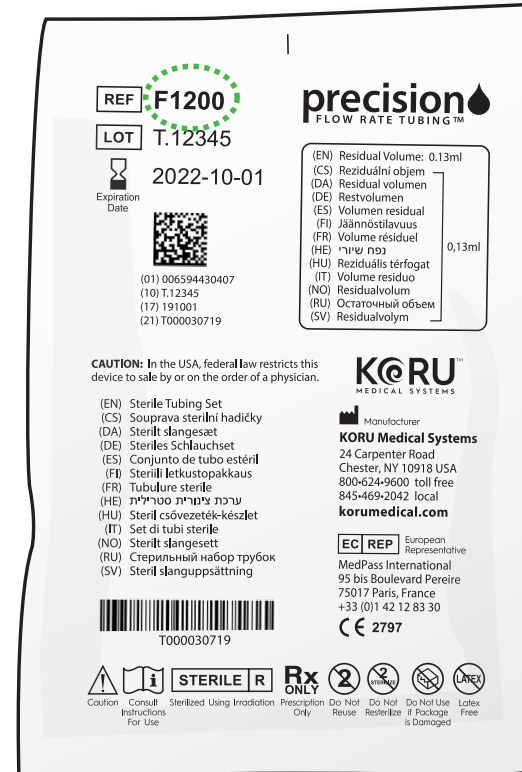 REF F1200
LOT T.12345
2022-10-01
Expiration
Date
(01) 006594430407
(10) T.12345
(17) 191001
(21) T000030719
precision
FLOW RATE TUBING™
(EN) Residual Volume: 0.13ml
(CS) Reziduální objem
(DA) Residual volumen
(DE) Restvolumen
(ES) Volumen residual
(FI) Jäännöstilavuus
(FR) Volume résiduel
(HE) נפח שיורי
(HU) Reziduális térfogat
(IT) Volume residuo
(NO) Residualvolum
(RU) Остаточный объем
(SV) Residualvolym
0,13ml
CAUTION: In the USA, federal law restricts this
device to sale by or on the order of a physician.
(EN) Sterile Tubing Set
(CS) Souprava sterilní hadičky
(DA) Sterilt slangesæt
(DE) Steriles Schlauchset
(ES) Conjunto de tubo estéril
(FI) Steriili letkustopakkaus
(FR) Tubulure sterile
(HE) ערכת צינורית סטרילית
(HU) Steril csővezeték-készlet
(IT) Set di tubi sterile
(NO) Sterilt slangesett
(RU) Стерильный набор трубок
(SV) Steril slanguppsättning
T000030719
KORU™
MEDICAL SYSTEMS
Manufacturer
KORU Medical Systems
24 Carpenter Road
Chester, NY 10918 USA
800•624•9600 toll free
845•469•2042 local
korumedical.com
EC REP European
Representative
MedPass International
95 bis Boulevard Pereire
75017 Paris, France
+33 (0)1 42 12 83 30
CE 2797
Caution
i
Consult
Instructions
For Use
STERILE R
Sterilized Using Irradiation
Rx
ONLY
Prescription
Only
2
Do Not
Reuse
2
STERILIZE
Do Not
Resterilize
Do Not Use
if Package
is Damaged
LATEX
Latex
Free